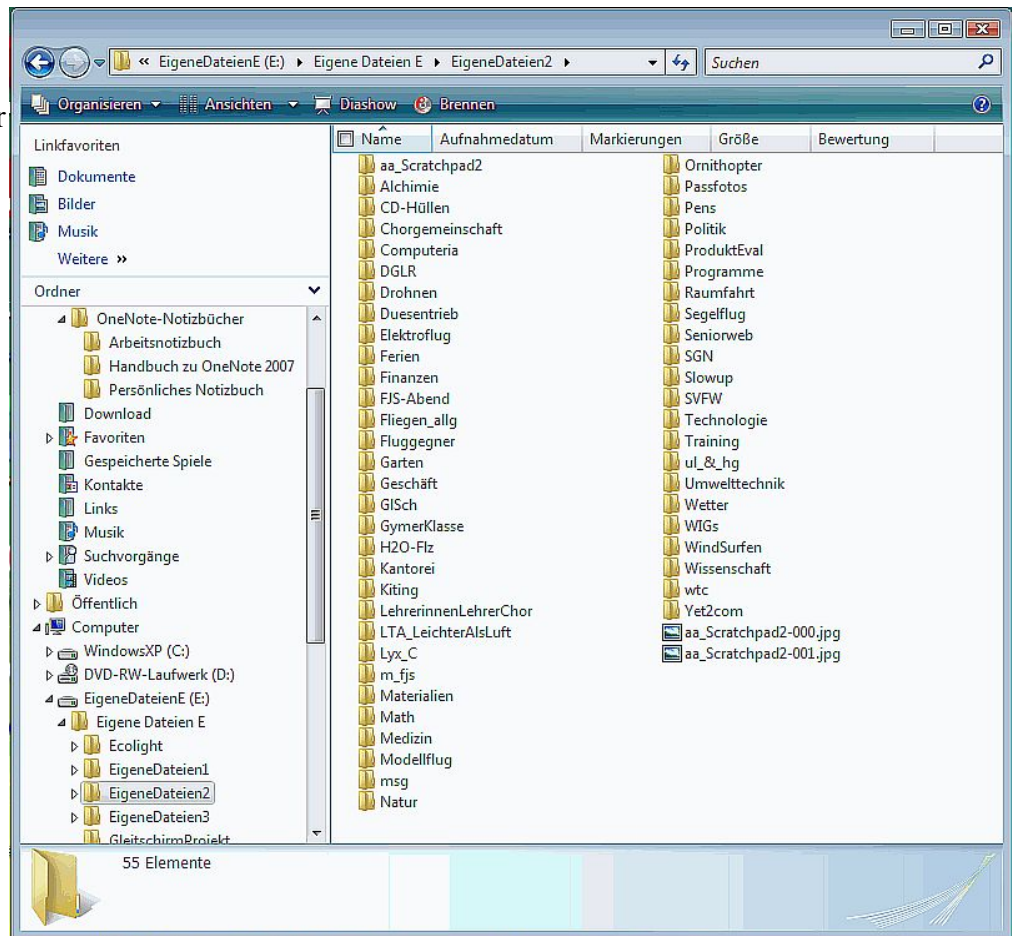 « EigeneDateienE (E:) Eigene Dateien E EigeneDateien2 Suchen
Organisieren Ansichten Diashow Brennen
Linkfavoriten
Dokumente
Bilder
Musik
Weitere »
Ordner
OneNote-Notizbücher
Arbeitsnotizbuch
Handbuch zu OneNote 2007
Persönliches Notizbuch
Download
Favoriten
Gespeicherte Spiele
Kontakte
Links
Musik
Suchvorgänge
Videos
Öffentlich
Computer
WindowsXP (C:)
DVD-RW-Laufwerk (D:)
EigeneDateienE (E:)
Eigene Dateien E
Ecolight
EigeneDateien1
EigeneDateien2
EigeneDateien3
GleitschirmProjekt
Name Aufnahmedatum Markierungen Größe Bewertung
aa_Scratchpad2
Alchimie
CD-Hüllen
Chorgemeinschaft
Computeria
DGLR
Drohnen
Duesentrieb
Elektroflug
Ferien
Finanzen
FJS-Abend
Fliegen_allg
Fluggegner
Garten
Geschäft
GlSch
GymerKlasse
H2O-Flz
Kantorei
Kiting
LehrerinnenLehrerChor
LTA_LeichterAlsLuft
Lyx_C
m_fjs
Materialien
Math
Medizin
Modellflug
msg
Natur
Ornithopter
Passfotos
Pens
Politik
ProduktEval
Programme
Raumfahrt
Segelflug
Seniorweb
SGN
Slowup
SVFW
Technologie
Training
ul_&_hg
Umwelttechnik
Wetter
WIGs
WindSurfen
Wissenschaft
wtc
Yet2com
aa_Scratchpad2-000.jpg
aa_Scratchpad2-001.jpg
55 Elemente